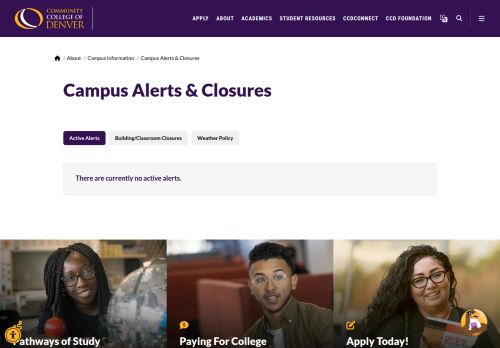 COMMUNITY
COLLEGE OF
DENVER
APPLY ABOUT ACADEMICS STUDENT RESOURCES CCDCONNECT CCD FOUNDATION
/ About / Campus Information / Campus Alerts & Closures
Campus Alerts & Closures
Active Alerts Building/Classroom Closures Weather Policy
There are currently no active alerts.
Pathways of Study Paying For College Apply Today!